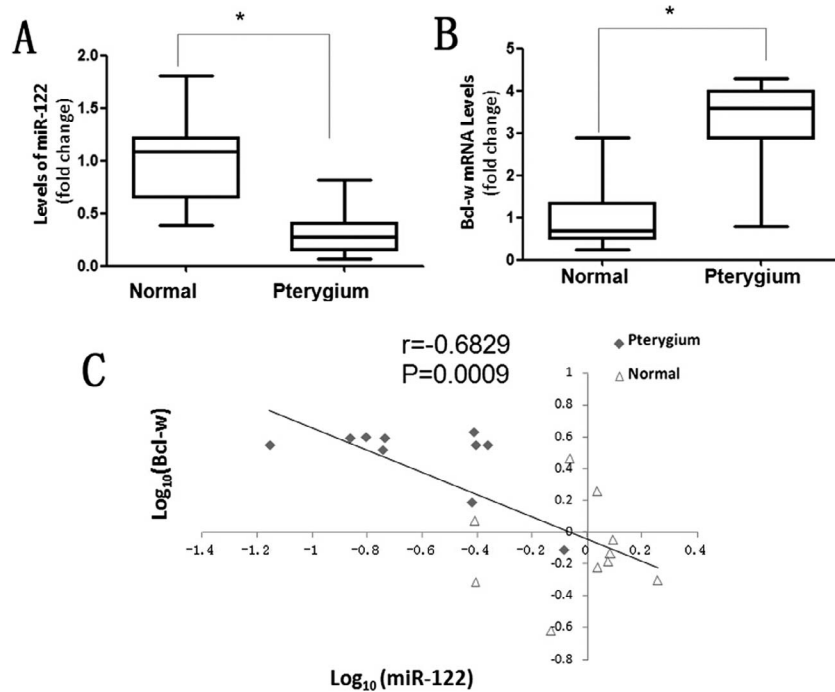 A
*
Levels of miR-122
(fold change)
2.0
1.5
1.0
0.5
0.0
Normal
Pterygium
B
*
Bcl-w mRNA Levels
(fold change)
5
4
3
2
1
0
Normal
Pterygium
C
r=-0.6829
P=0.0009
Pterygium
Normal
Log10(Bcl-w)
1
0.8
0.6
0.4
0.2
0
-0.2
-0.4
-0.6
-0.8
-1.4 -1.2 -1 -0.8 -0.6 -0.4 -0.2 0 0.2 0.4
Log10(miR-122)